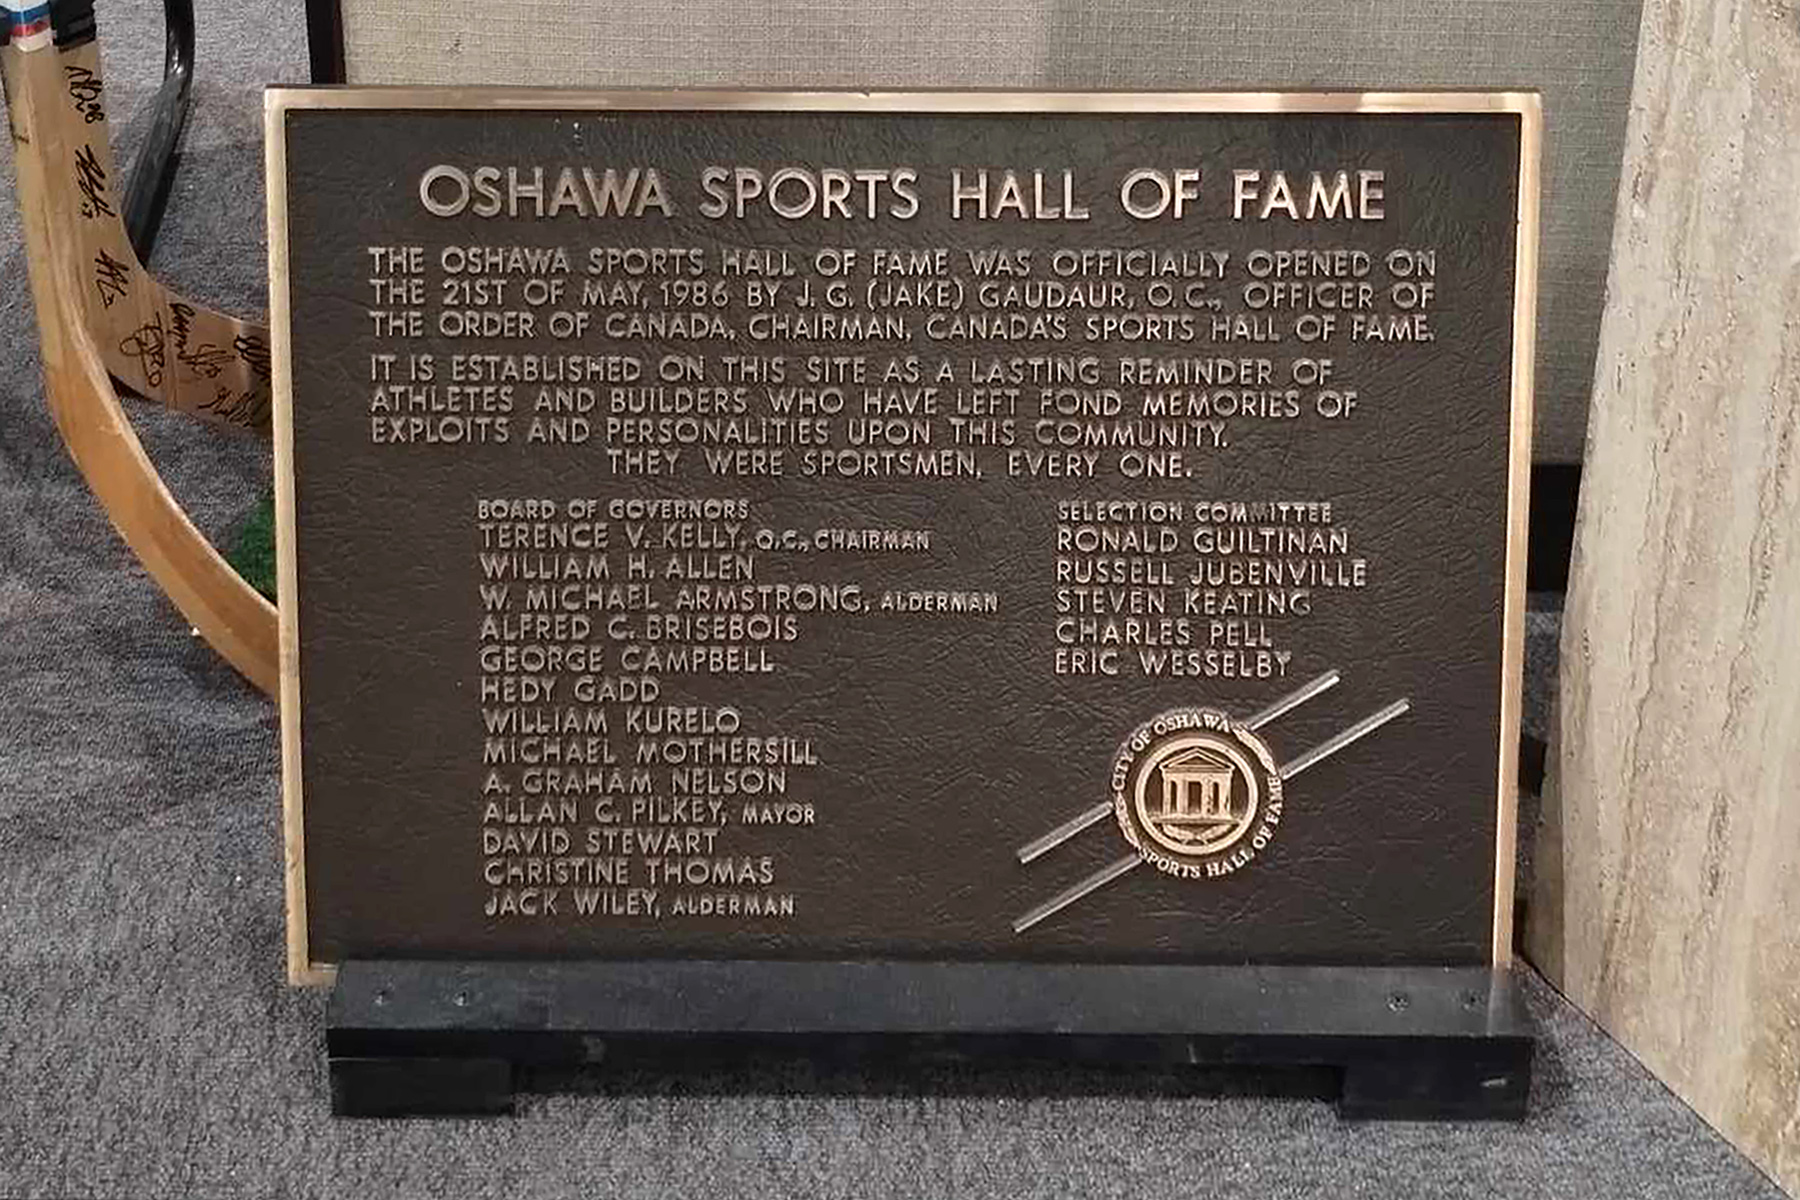 OSHAWA SPORTS HALL OF FAME
THE OSHAWA SPORTS HALL OF FAME WAS OFFICIALLY OPENED ON
THE 21ST OF MAY, 1986 BY J. G. (JAKE) GAUDAUR, O.C., OFFICER OF
THE ORDER OF CANADA, CHAIRMAN, CANADA'S SPORTS HALL OF FAME.
IT IS ESTABLISHED ON THIS SITE AS A LASTING REMINDER OF
ATHLETES AND BUILDERS WHO HAVE LEFT FOND MEMORIES OF
EXPLOITS AND PERSONALITIES UPON THIS COMMUNITY.
THEY WERE SPORTSMEN, EVERY ONE.
BOARD OF GOVERNORS
TERENCE V. KELLY, Q.C., CHAIRMAN
WILLIAM H. ALLEN
W. MICHAEL ARMSTRONG, ALDERMAN
ALFRED C. BRISEBOIS
GEORGE CAMPBELL
HEDY GADD
WILLIAM KURELO
MICHAEL MOTHERSILL
A. GRAHAM NELSON
ALLAN C. PILKEY, MAYOR
DAVID STEWART
CHRISTINE THOMAS
JACK WILEY, ALDERMAN
SELECTION COMMITTEE
RONALD GUILTINAN
RUSSELL JUBENVILLE
STEVEN KEATING
CHARLES PELL
ERIC WESSELBY
CITY OF OSHAWA
SPORTS HALL OF FAME